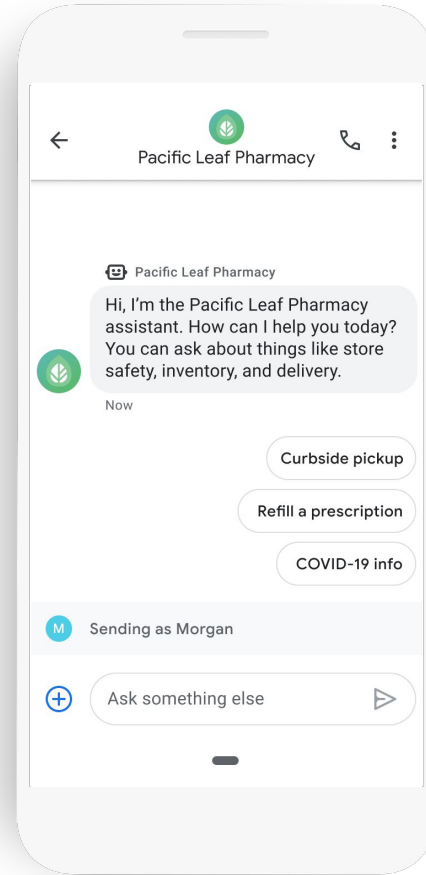 Pacific Leaf Pharmacy
Pacific Leaf Pharmacy
Hi, I'm the Pacific Leaf Pharmacy
assistant. How can I help you today?
You can ask about things like store
safety, inventory, and delivery.
Now
Curbside pickup
Refill a prescription
COVID-19 info
M Sending as Morgan
Ask something else